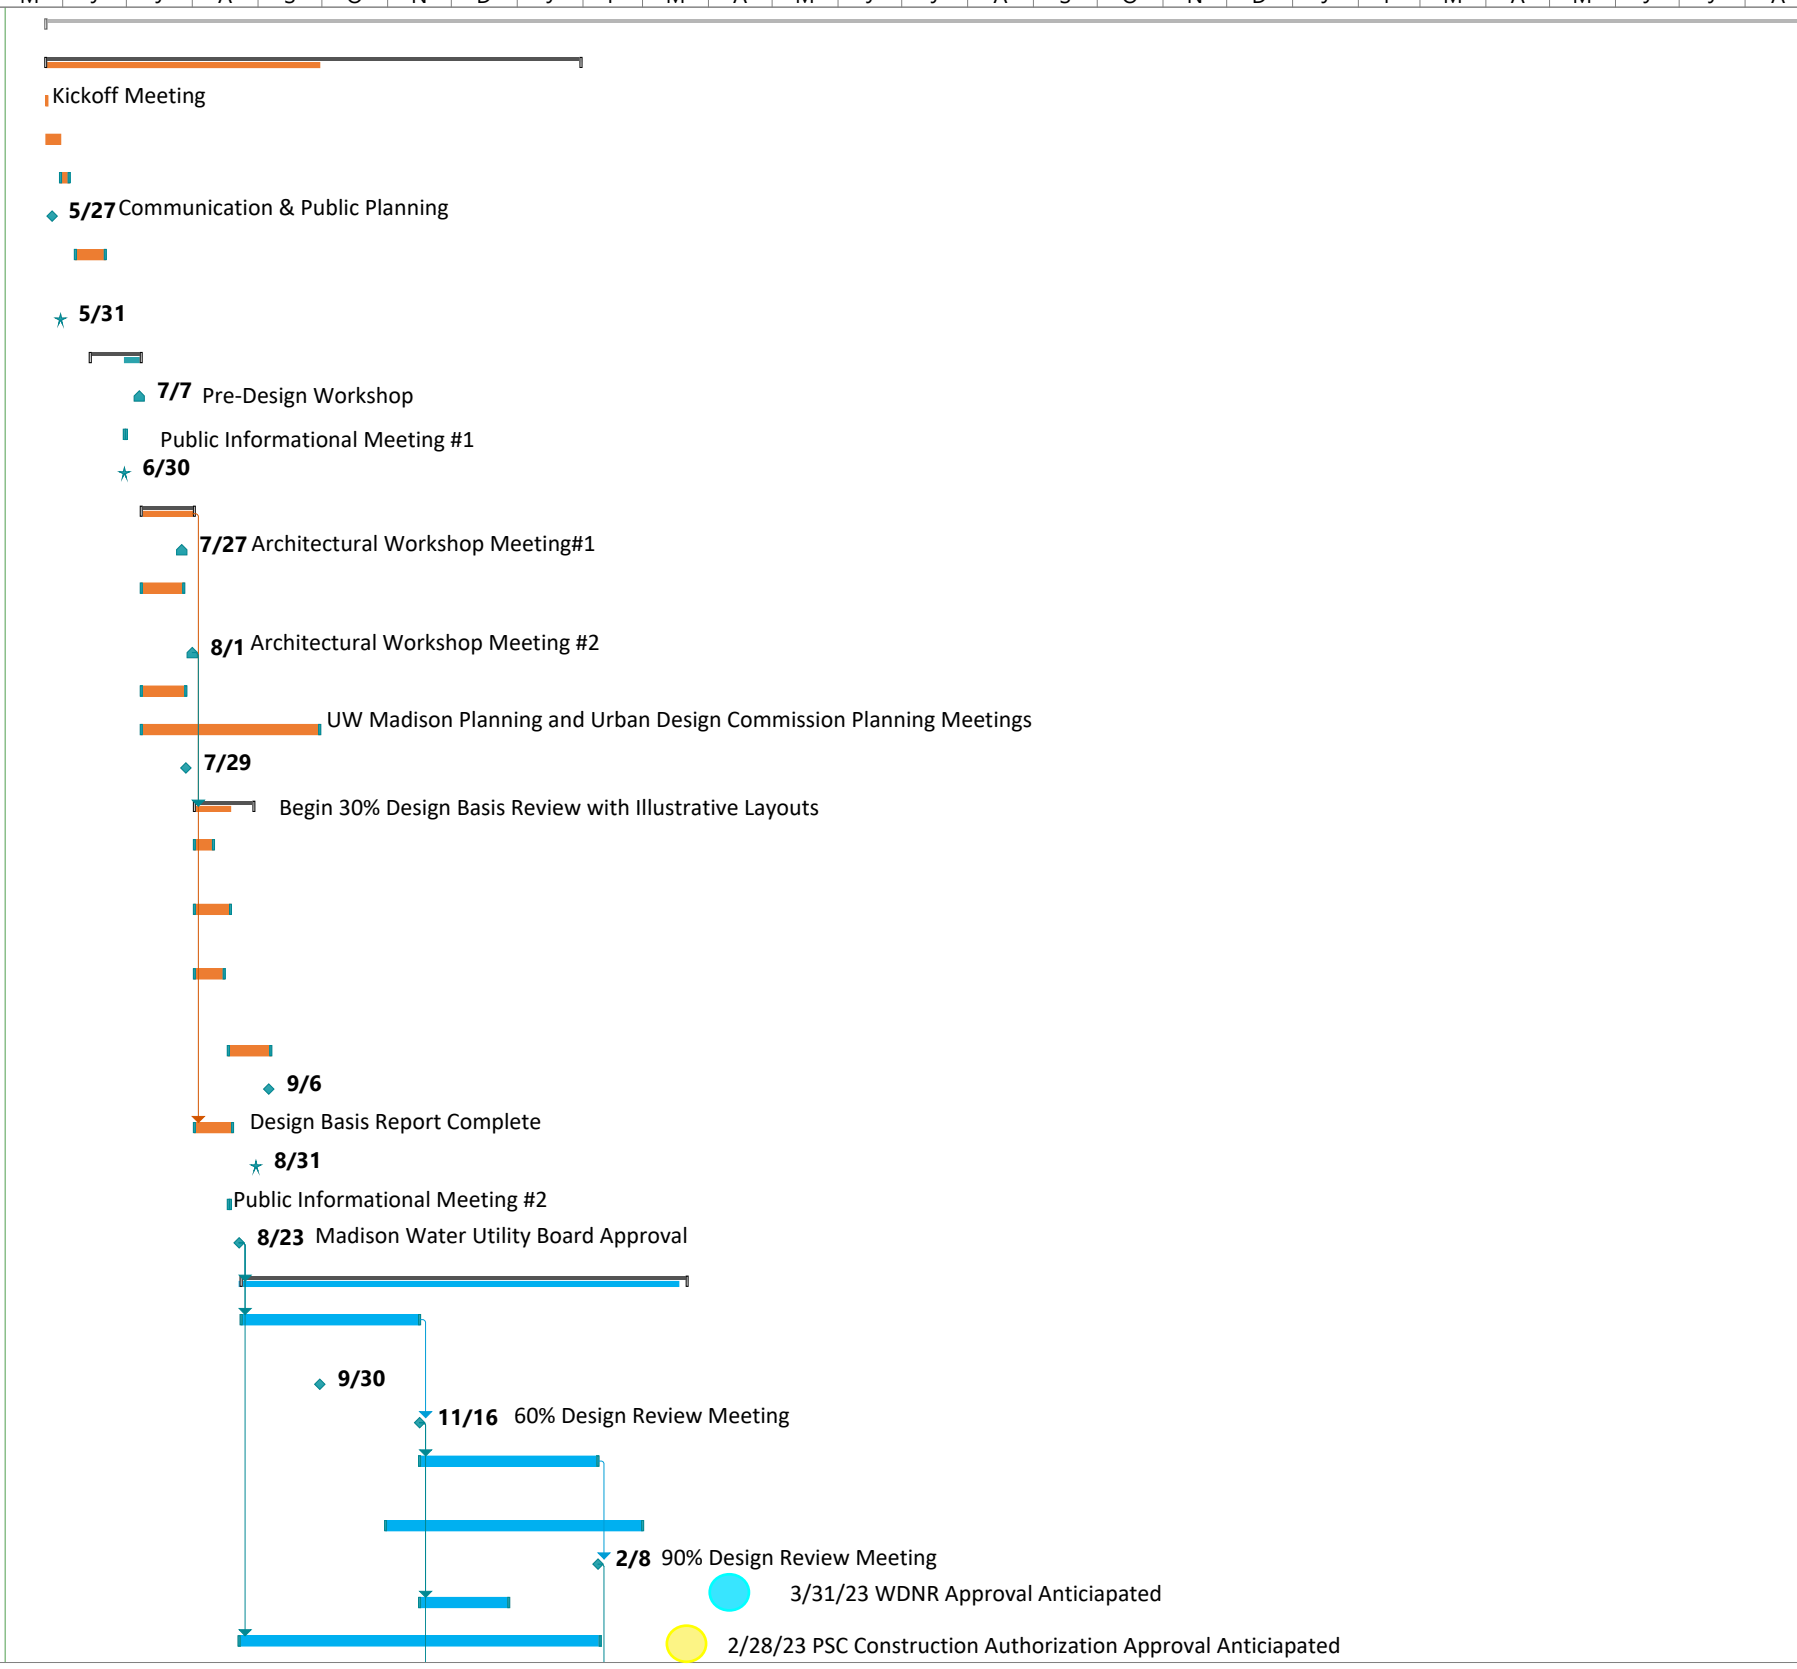 M J J A S O N D J F M A M J J A S O N D J F M A M J J A
Kickoff Meeting
5/27 Communication & Public Planning
5/31
7/7 Pre-Design Workshop
Public Informational Meeting #1
6/30
7/27 Architectural Workshop Meeting#1
8/1 Architectural Workshop Meeting #2
UW Madison Planning and Urban Design Commission Planning Meetings
7/29
Begin 30% Design Basis Review with Illustrative Layouts
9/6
Design Basis Report Complete
8/31
Public Informational Meeting #2
8/23 Madison Water Utility Board Approval
9/30
11/16 60% Design Review Meeting
2/8 90% Design Review Meeting
3/31/23 WDNR Approval Anticiapated
2/28/23 PSC Construction Authorization Approval Anticiapated